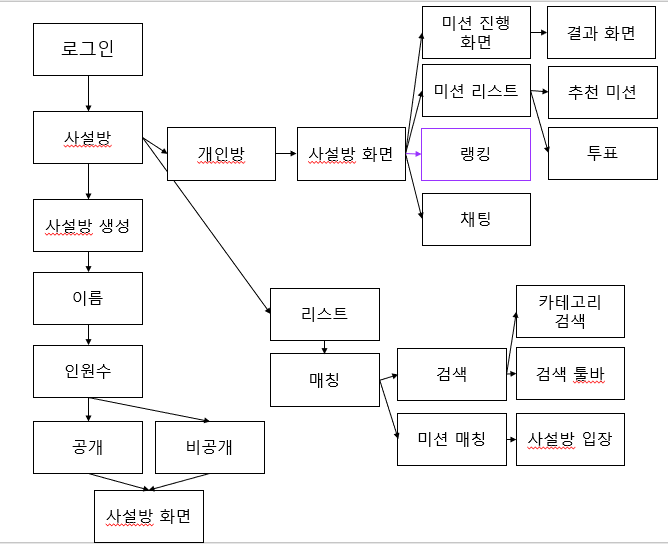 로그인
사설방
개인방
사설방 화면
미션 진행
화면
결과 화면
미션 리스트
추천 미션
랭킹
투표
채팅
사설방 생성
이름
인원수
공개
비공개
사설방 화면
리스트
매칭
검색
카테고리
검색
검색 툴바
미션 매칭
사설방 입장